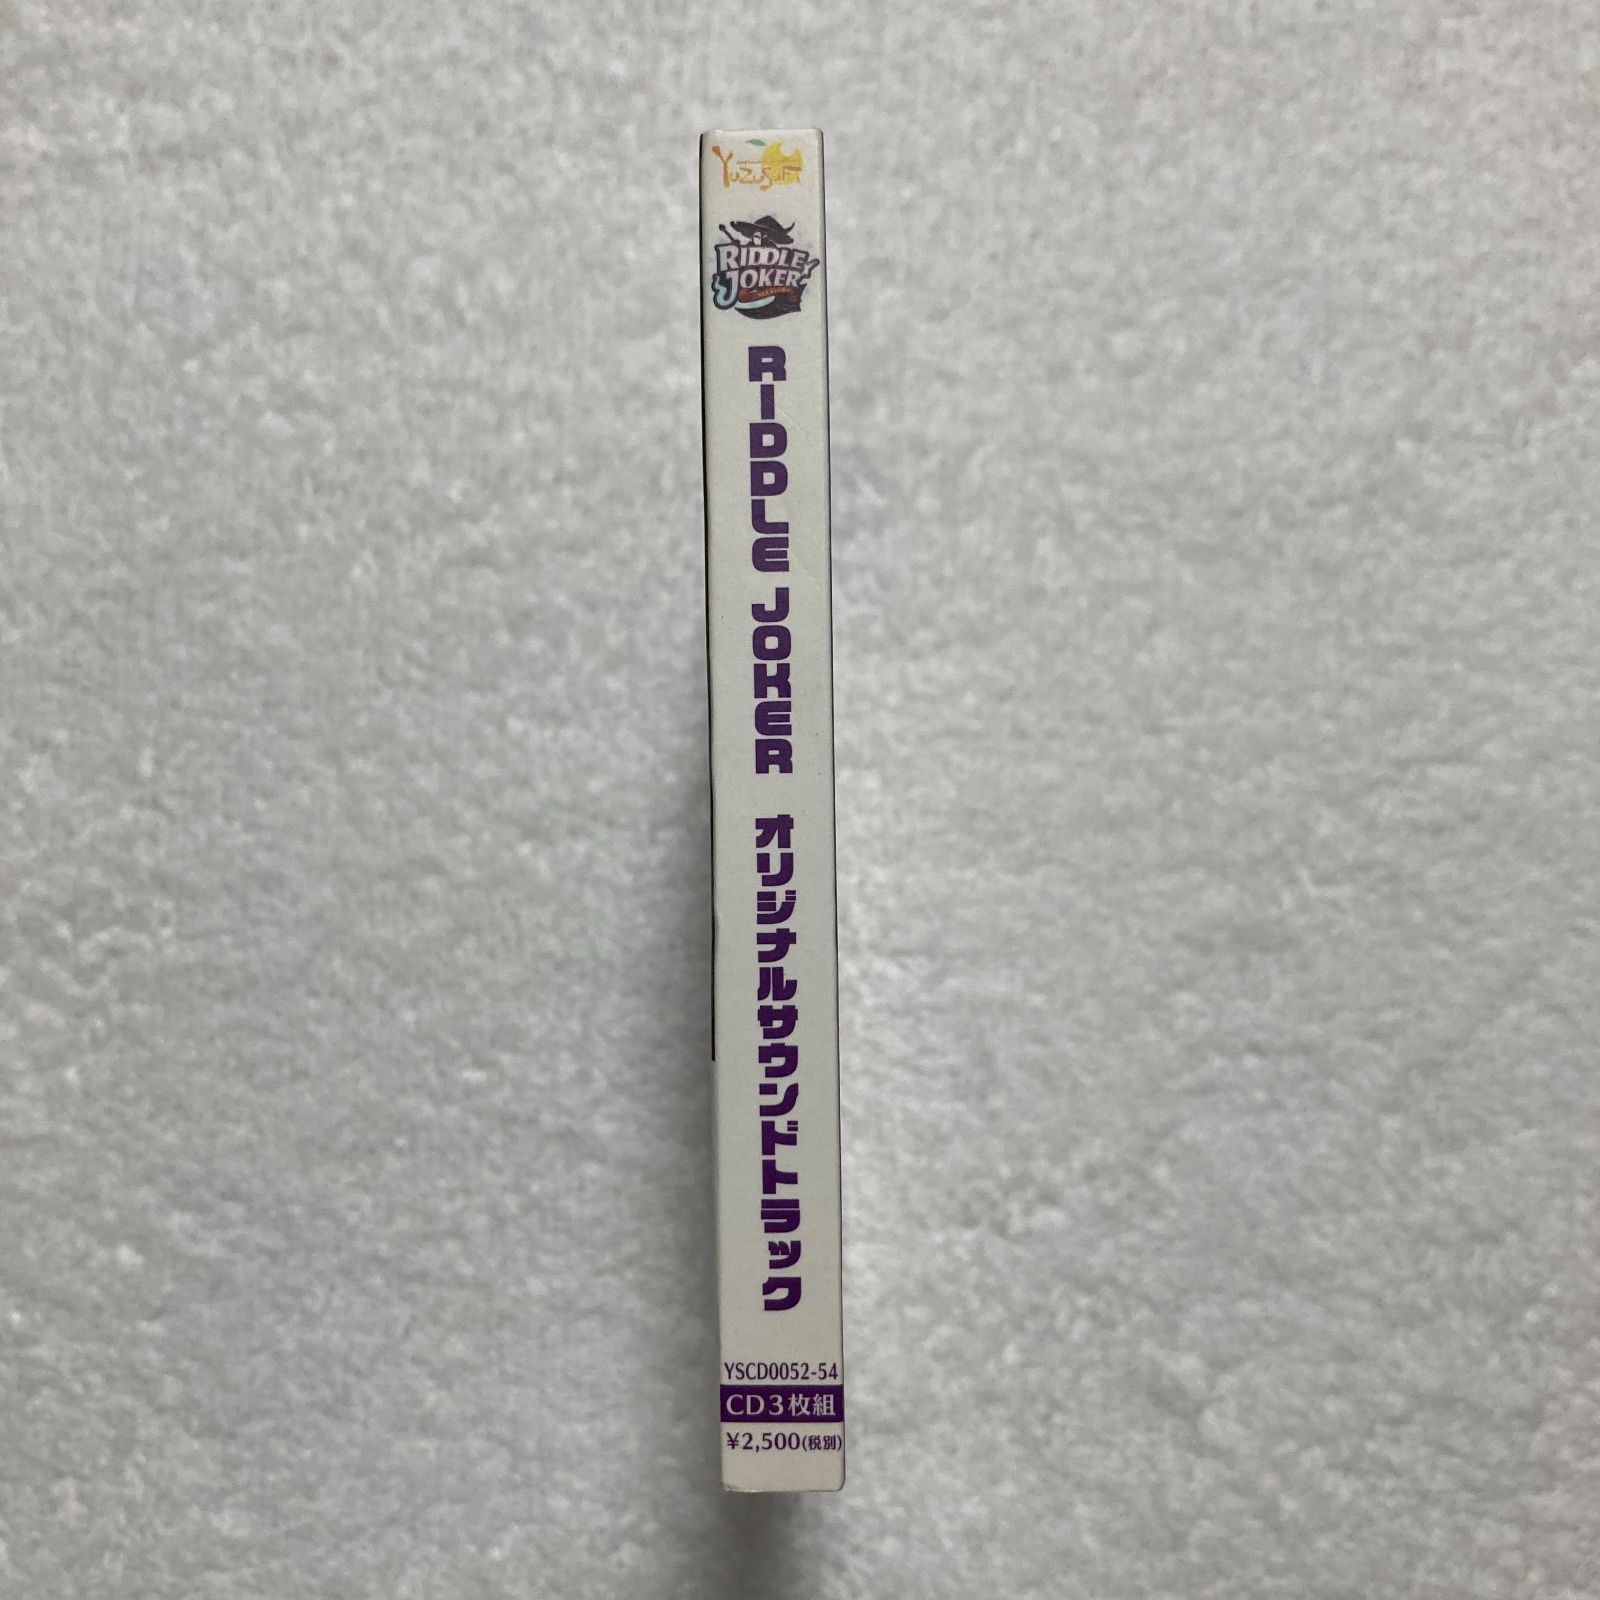 YUZUSOFT
RIDDLE
JOKER
RIDDLE JOKER オリジナルサウンドトラック
YSCD0052-54
CD3枚組
¥2,500(税別)